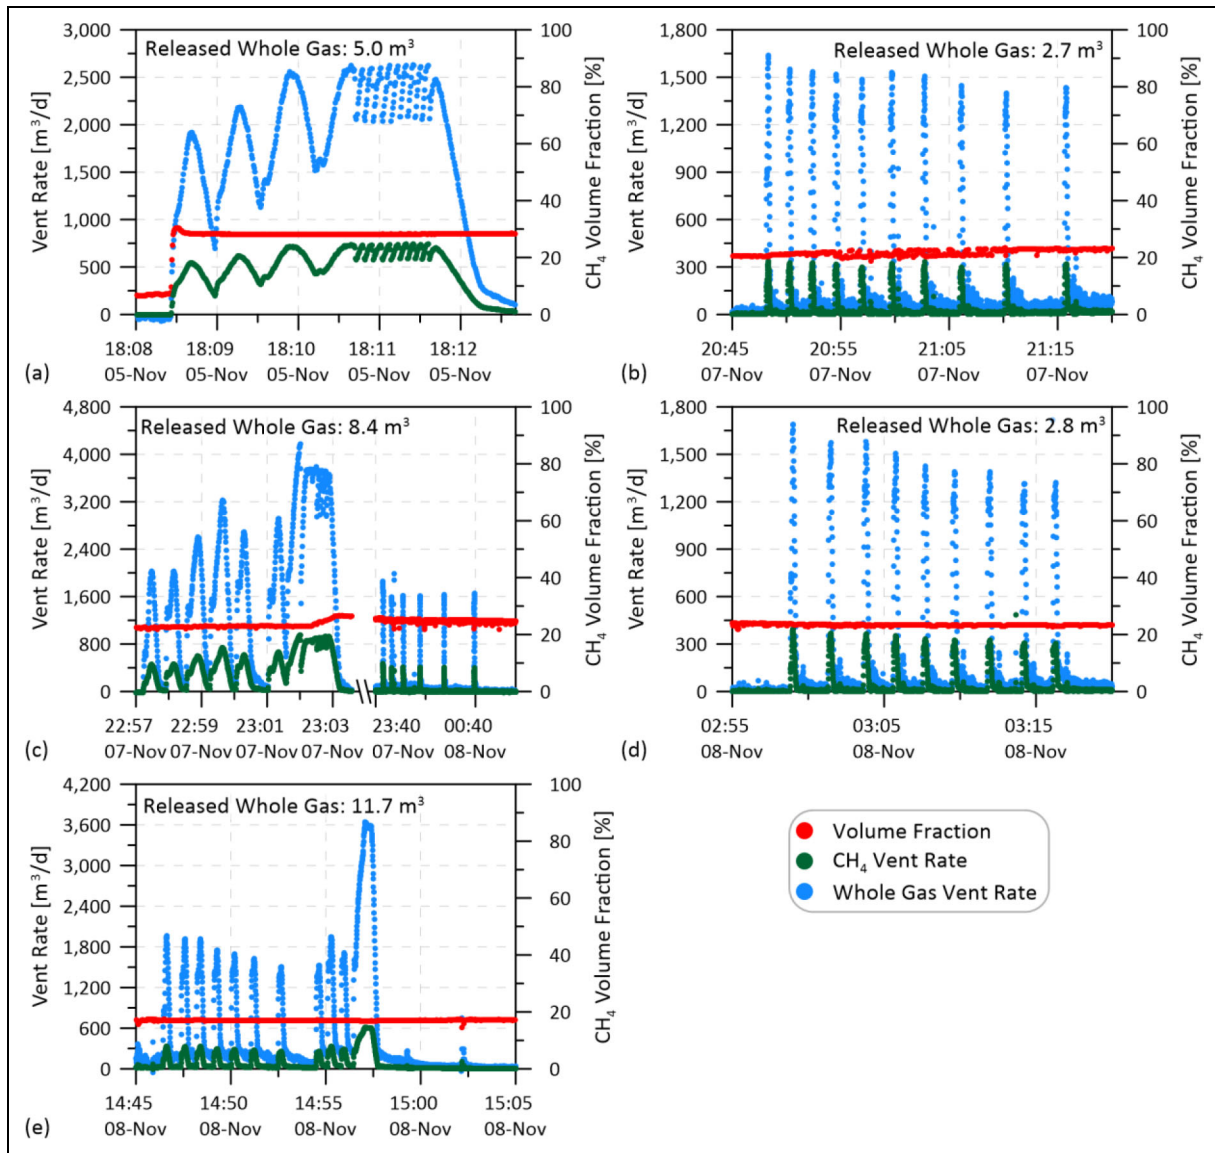 Released Whole Gas: 5.0 m³
Vent Rate [m³/d]
3,000
2,500
2,000
1,500
1,000
500
0
100
80
60
40
20
0
CH₄ Volume Fraction [%]
18:08 18:09 18:10 18:11 18:12
05-Nov 05-Nov 05-Nov 05-Nov 05-Nov
(a)
Released Whole Gas: 2.7 m³
Vent Rate [m³/d]
1,800
1,500
1,200
900
600
300
0
100
80
60
40
20
0
CH₄ Volume Fraction [%]
20:45 20:55 21:05 21:15
07-Nov 07-Nov 07-Nov 07-Nov
(b)
Released Whole Gas: 8.4 m³
Vent Rate [m³/d]
4,800
4,000
3,200
2,400
1,600
800
0
100
80
60
40
20
0
CH₄ Volume Fraction [%]
22:57 22:59 23:01 23:03 23:40 00:40
07-Nov 07-Nov 07-Nov 07-Nov 07-Nov 08-Nov
(c)
Released Whole Gas: 2.8 m³
Vent Rate [m³/d]
1,800
1,500
1,200
900
600
300
0
100
80
60
40
20
0
CH₄ Volume Fraction [%]
02:55 03:05 03:15
08-Nov 08-Nov 08-Nov
(d)
Released Whole Gas: 11.7 m³
Vent Rate [m³/d]
4,200
3,600
3,000
2,400
1,800
1,200
600
0
100
80
60
40
20
0
CH₄ Volume Fraction [%]
14:45 14:50 14:55 15:00 15:05
08-Nov 08-Nov 08-Nov 08-Nov 08-Nov
(e)
Volume Fraction
CH₄ Vent Rate
Whole Gas Vent Rate